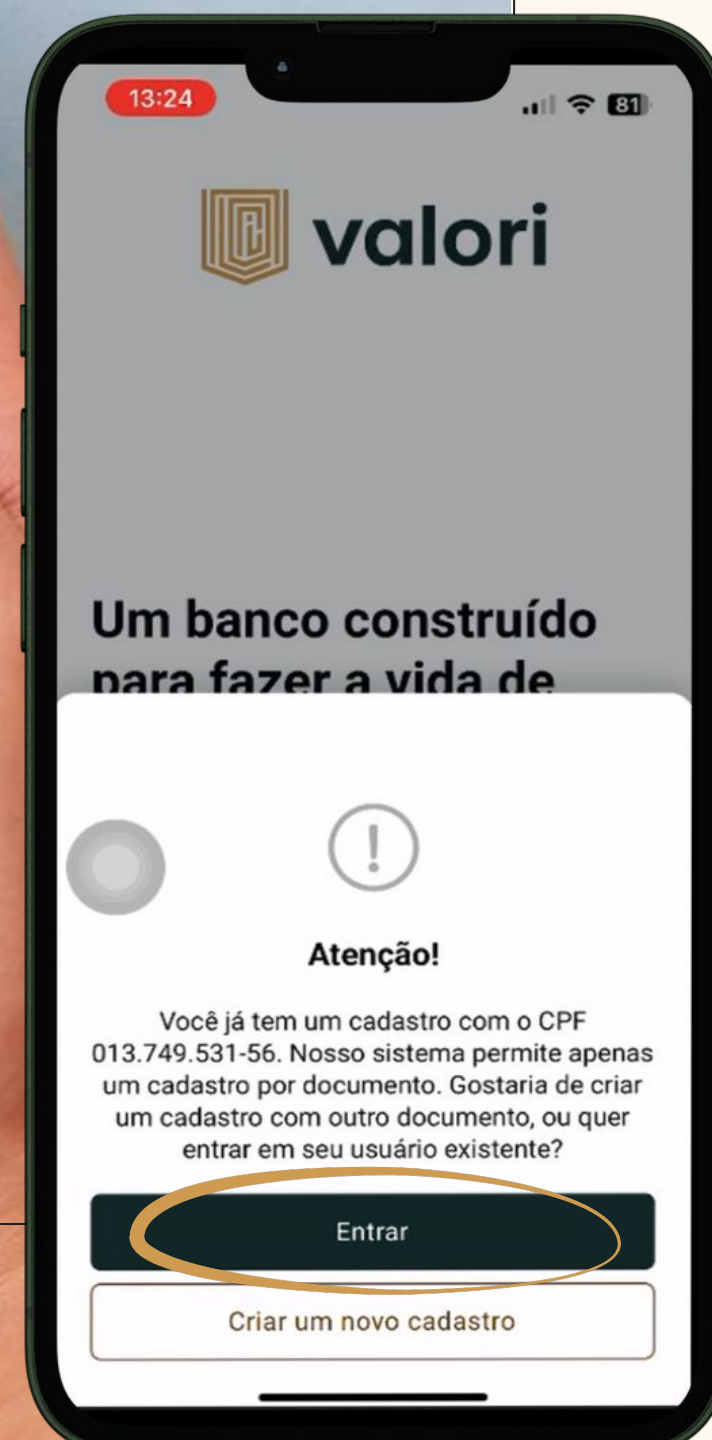 13:24
81
valori
Um banco construído
para fazer a vida de
Atenção!
Você já tem um cadastro com o CPF
013.749.531-56. Nosso sistema permite apenas
um cadastro por documento. Gostaria de criar
um cadastro com outro documento, ou quer
entrar em seu usuário existente?
Entrar
Criar um novo cadastro